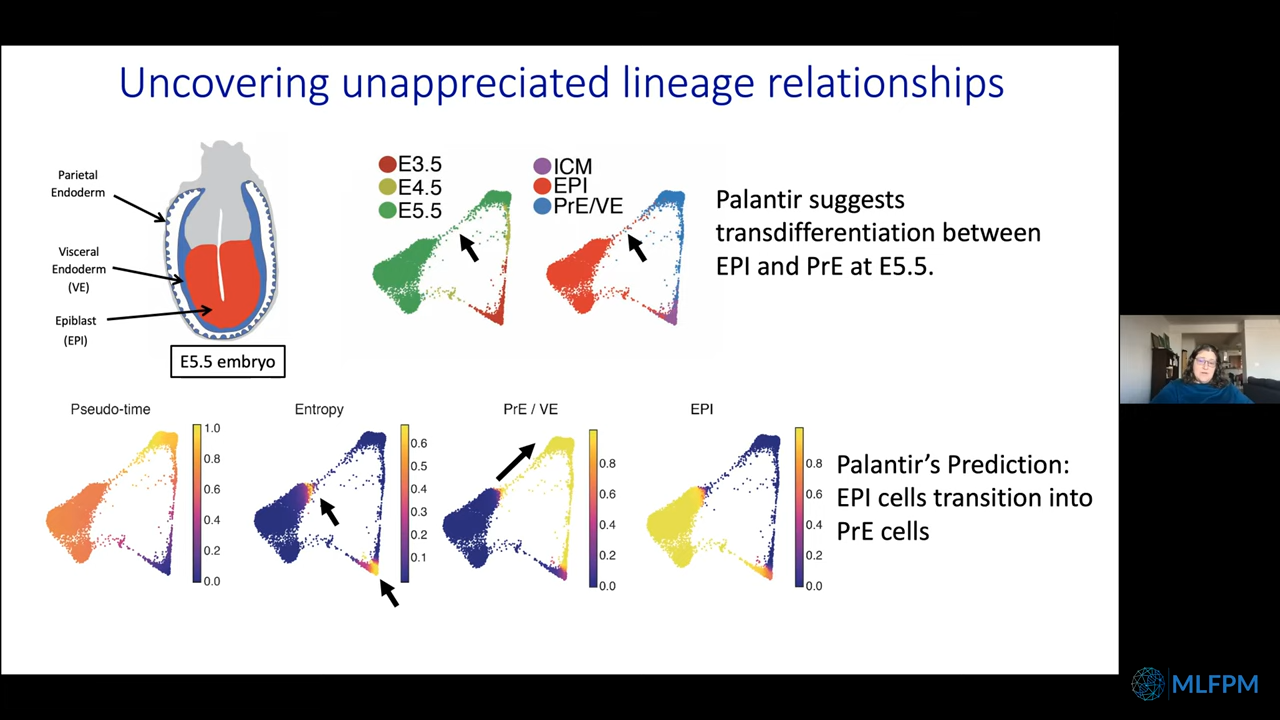 Uncovering unappreciated lineage relationships
Parietal
Endoderm
Visceral
Endoderm
(VE)
Epiblast
(EPI)
E5.5 embryo
E3.5
E4.5
E5.5
ICM
EPI
PrE/VE
Palantir suggests
transdifferentiation between
EPI and PrE at E5.5.
Pseudo-time
1.0
0.8
0.6
0.4
0.2
0.0
Entropy
0.6
0.5
0.4
0.3
0.2
0.1
PrE / VE
0.8
0.6
0.4
0.2
0.0
EPI
0.8
0.6
0.4
0.2
0.0
Palantir’s Prediction:
EPI cells transition into
PrE cells
MLFPM